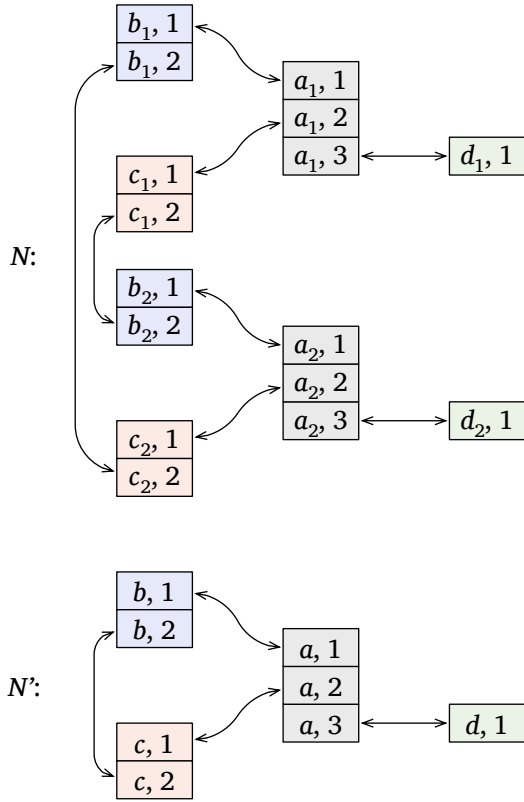 b₁, 1
b₁, 2
a₁, 1
a₁, 2
a₁, 3
d₁, 1
c₁, 1
c₁, 2
N:
b₂, 1
b₂, 2
a₂, 1
a₂, 2
a₂, 3
d₂, 1
c₂, 1
c₂, 2
b, 1
b, 2
a, 1
a, 2
a, 3
d, 1
N’:
c, 1
c, 2